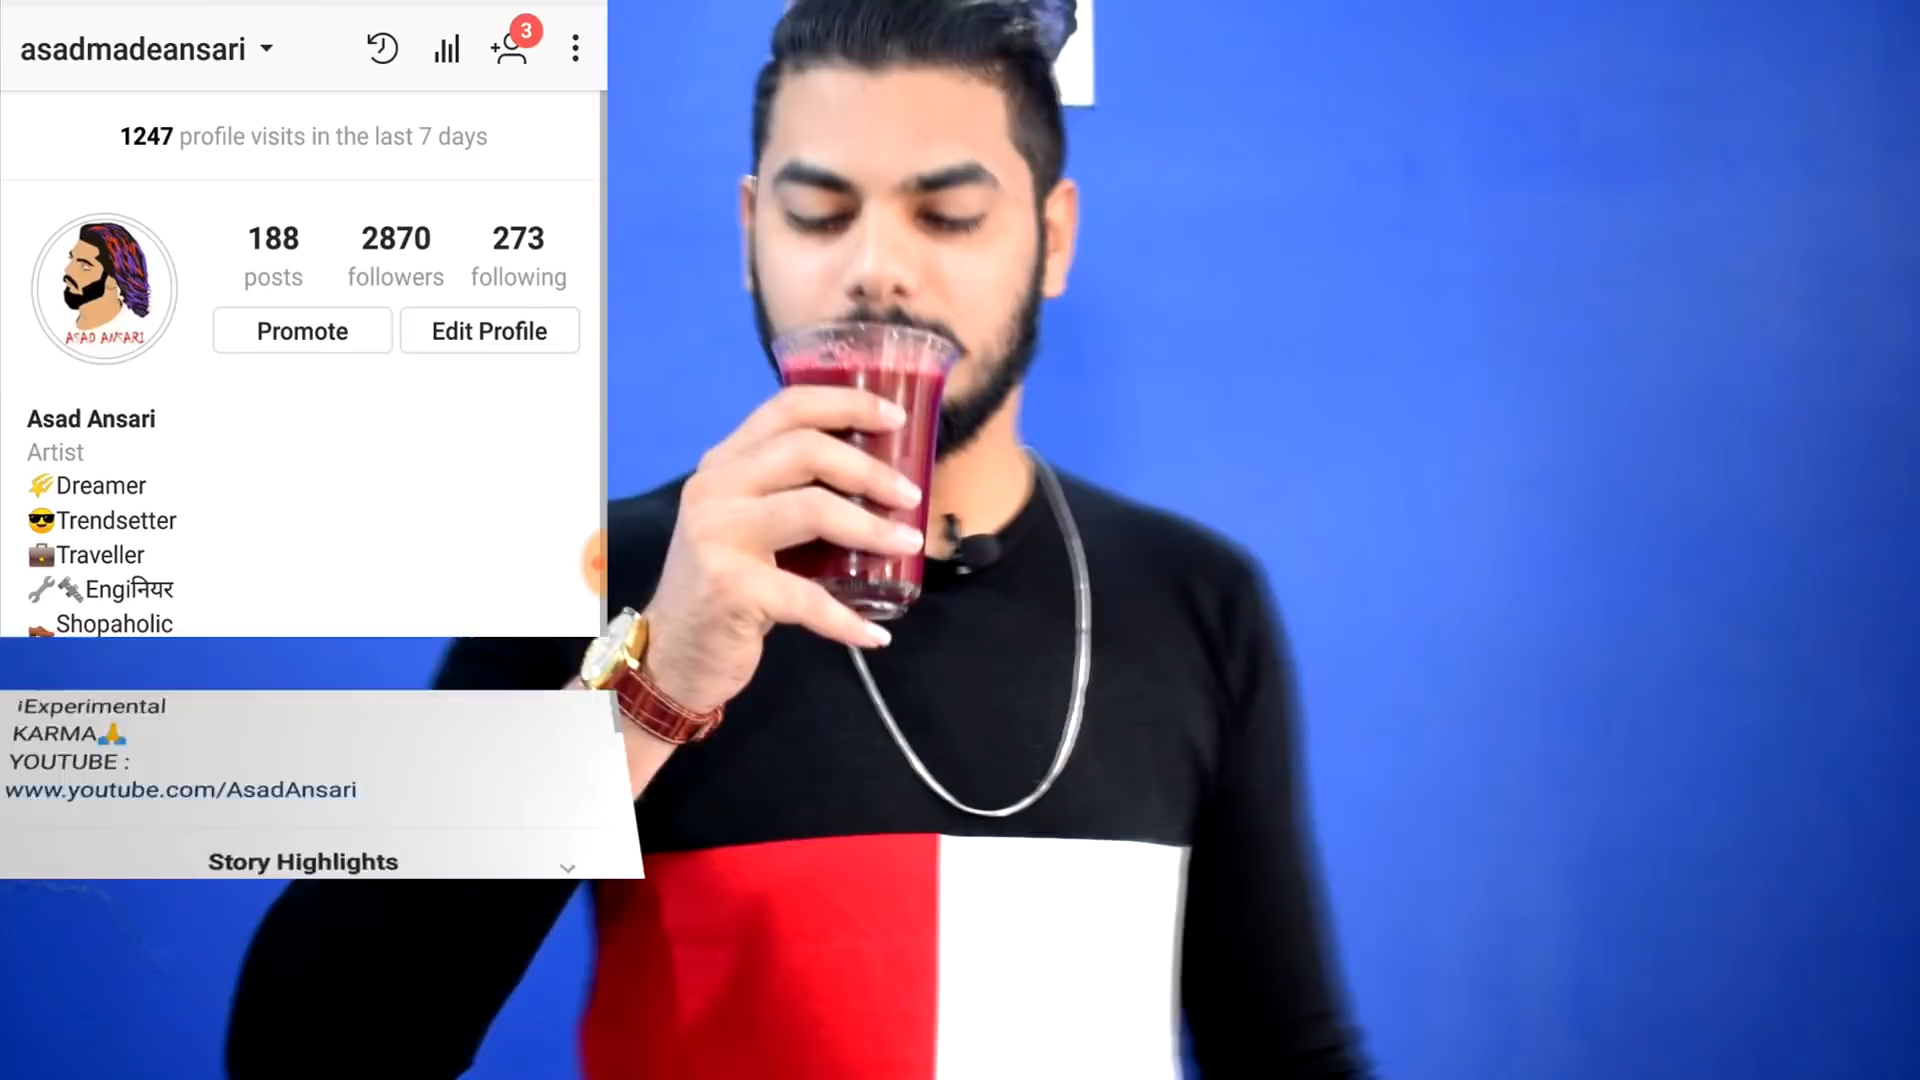 asadmadeansari
3
1247 profile visits in the last 7 days
188 2870 273
posts followers following
Promote Edit Profile
ASAD ANSARI
Asad Ansari
Artist
Dreamer
Trendsetter
Traveller
Engiनियर
Shopaholic
Experimental
KARMA
YOUTUBE :
www.youtube.com/AsadAnsari
Story Highlights